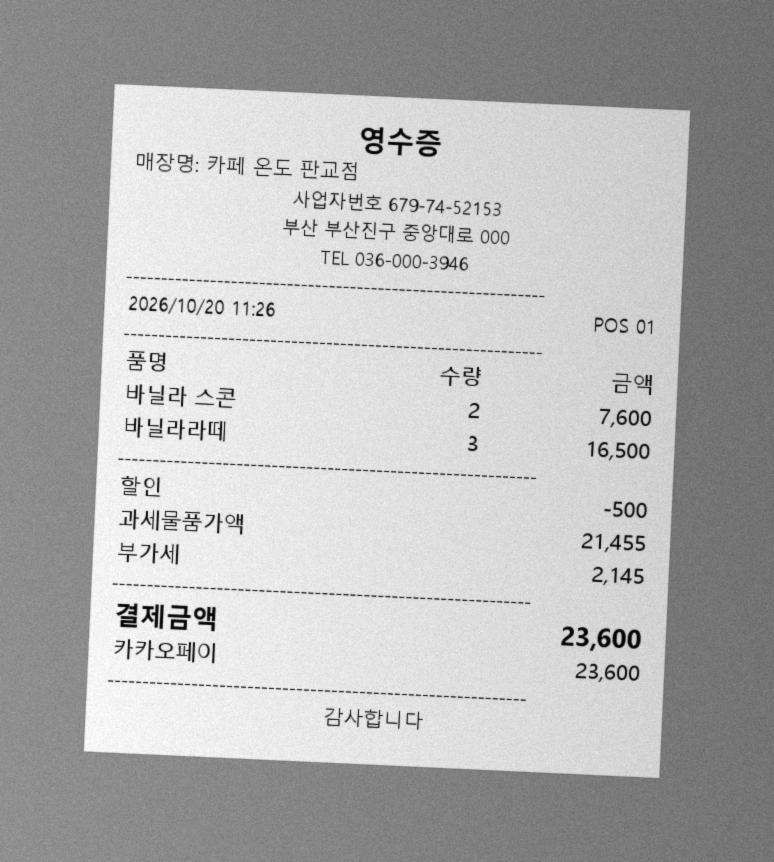 영수증
매장명: 카페 온도 판교점
사업자번호 679-74-52153
부산 부산진구 중앙대로 000
TEL 036-000-3946
2026/10/20 11:26 POS 01
품명 수량 금액
바닐라 스콘 2 7,600
바닐라라떼 3 16,500
할인 -500
과세물품가액 21,455
부가세 2,145
결제금액 23,600
카카오페이 23,600
감사합니다